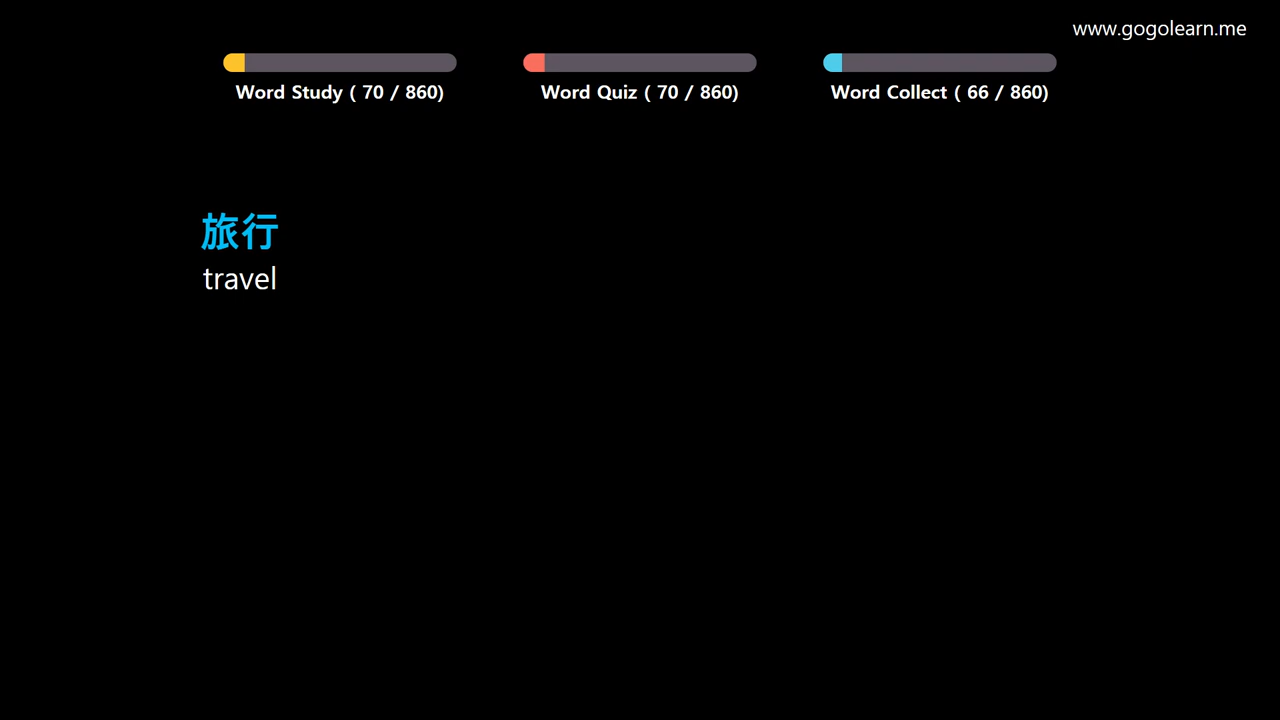 www.gogolearn.me
Word Study ( 70 / 860)
Word Quiz ( 70 / 860)
Word Collect ( 66 / 860)
旅行
travel